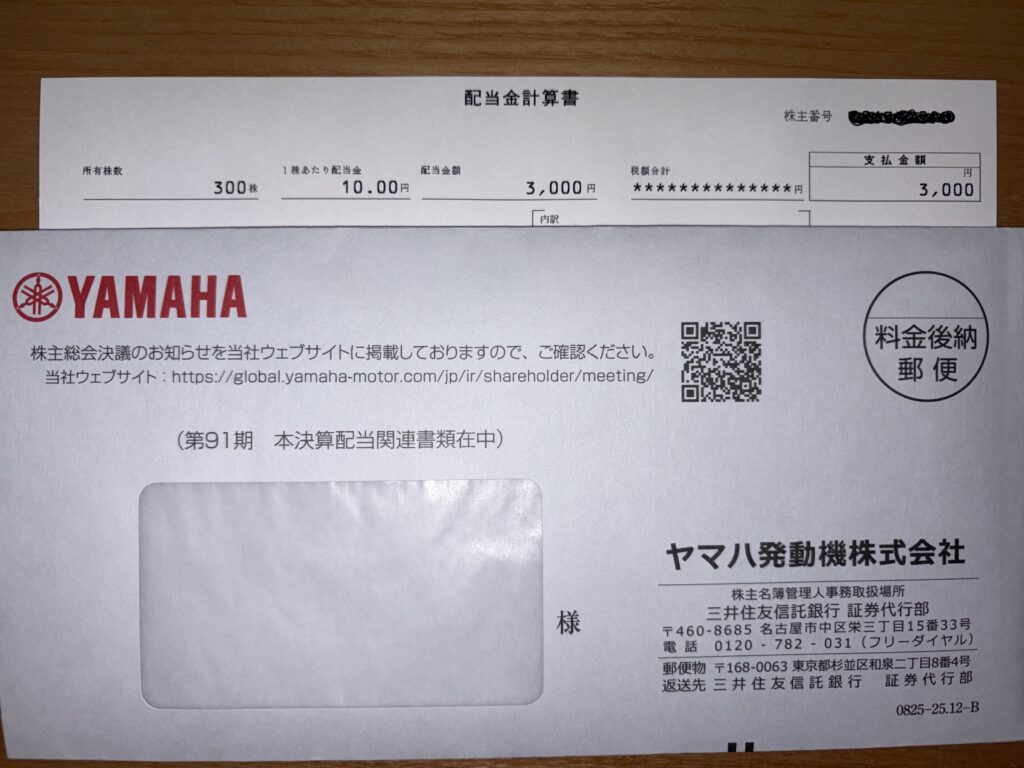 配当金計算書
株主番号
所有株数 300株
1株あたり配当金 10.00円
配当金額 3,000円
税額合計 **************円
支払金額 円 3,000
内訳
YAMAHA
株主総会決議のお知らせを当社ウェブサイトに掲載しておりますので、ご確認ください。
当社ウェブサイト:https://global.yamaha-motor.com/jp/ir/shareholder/meeting/
料金後納
郵便
(第91期 本決算配当関連書類在中)
様
ヤマハ発動機株式会社
株主名簿管理人事務取扱場所
三井住友信託銀行 証券代行部
〒460-8685 名古屋市中区栄三丁目15番33号
電話 0120-782-031(フリーダイヤル)
郵便物 〒168-0063 東京都杉並区和泉二丁目8番4号
返送先 三井住友信託銀行 証券代行部
0825-25.12-B